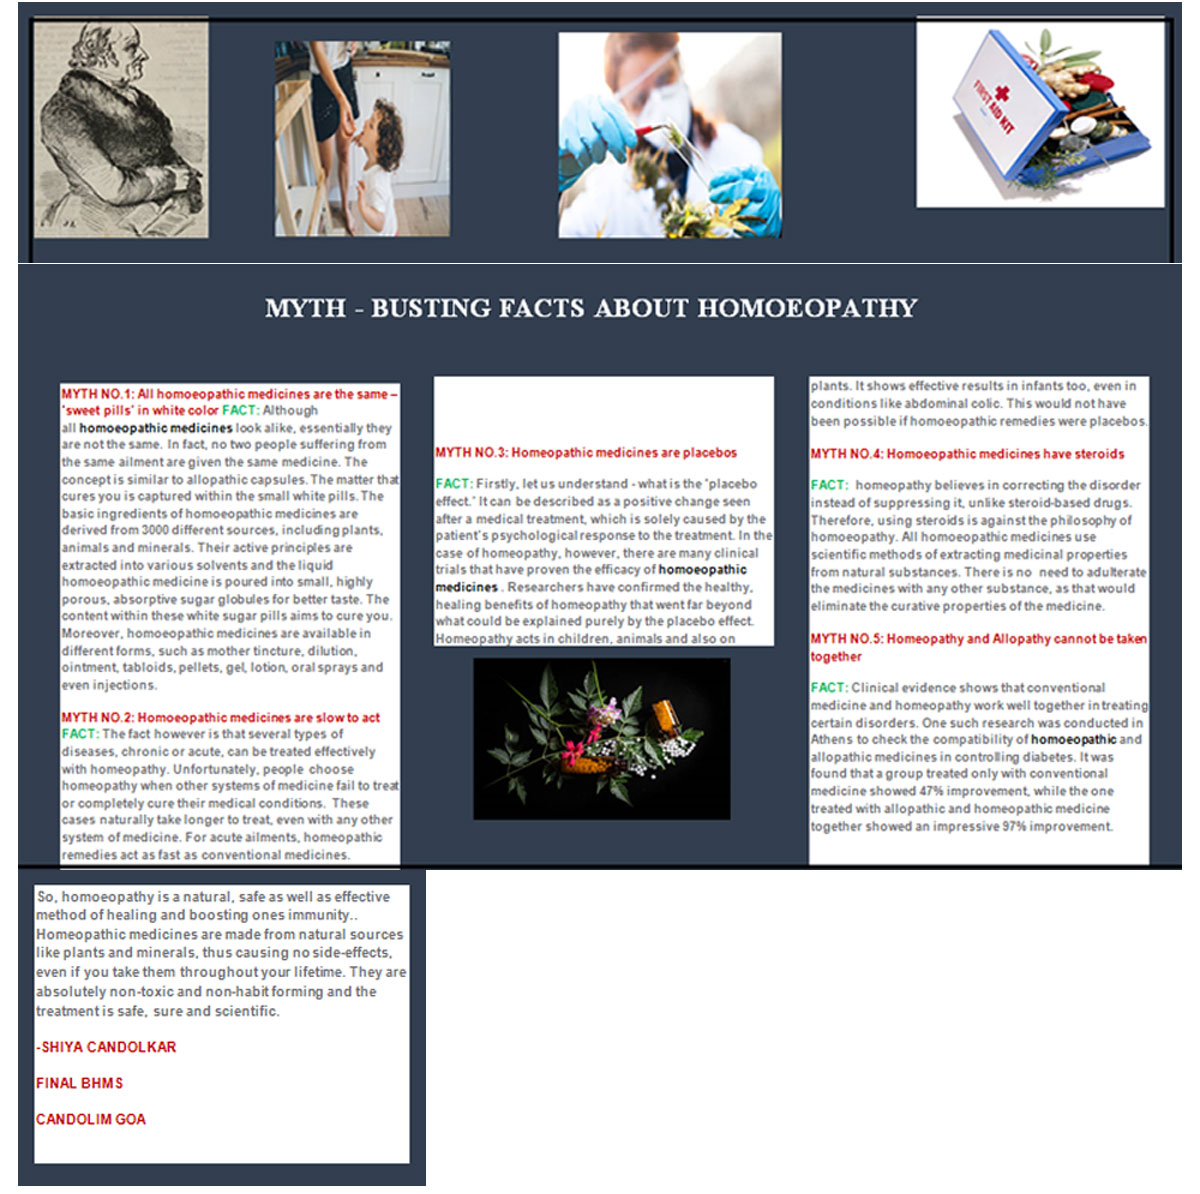 FIRST AID KIT
MYTH - BUSTING FACTS ABOUT HOMOEOPATHY
MYTH NO.1: All homoeopathic medicines are the same –
'sweet pills' in white color FACT: Although
all homoeopathic medicines look alike, essentially they
are not the same. In fact, no two people suffering from
the same ailment are given the same medicine. The
concept is similar to allopathic capsules. The matter that
cures you is captured within the small white pills. The
basic ingredients of homoeopathic medicines are
derived from 3000 different sources, including plants,
animals and minerals. Their active principles are
extracted into various solvents and the liquid
homoeopathic medicine is poured into small, highly
porous, absorptive sugar globules for better taste. The
content within these white sugar pills aims to cure you.
Moreover, homoeopathic medicines are available in
different forms, such as mother tincture, dilution,
ointment, tabloids, pellets, gel, lotion, oral sprays and
even injections.
MYTH NO.2: Homoeopathic medicines are slow to act
FACT: The fact however is that several types of
diseases, chronic or acute, can be treated effectively
with homeopathy. Unfortunately, people choose
homeopathy when other systems of medicine fail to treat
or completely cure their medical conditions. These
cases naturally take longer to treat, even with any other
system of medicine. For acute ailments, homeopathic
remedies act as fast as conventional medicines.
MYTH NO.3: Homeopathic medicines are placebos
FACT: Firstly, let us understand - what is the 'placebo
effect.' It can be described as a positive change seen
after a medical treatment, which is solely caused by the
patient's psychological response to the treatment. In the
case of homeopathy, however, there are many clinical
trials that have proven the efficacy of homoeopathic
medicines . Researchers have confirmed the healthy,
healing benefits of homeopathy that went far beyond
what could be explained purely by the placebo effect.
Homeopathy acts in children, animals and also on
plants. It shows effective results in infants too, even in
conditions like abdominal colic. This would not have
been possible if homoeopathic remedies were placebos.
MYTH NO.4: Homoeopathic medicines have steroids
FACT: homeopathy believes in correcting the disorder
instead of suppressing it, unlike steroid-based drugs.
Therefore, using steroids is against the philosophy of
homoeopathy. All homoeopathic medicines use
scientific methods of extracting medicinal properties
from natural substances. There is no need to adulterate
the medicines with any other substance, as that would
eliminate the curative properties of the medicine.
MYTH NO.5: Homeopathy and Allopathy cannot be taken
together
FACT: Clinical evidence shows that conventional
medicine and homeopathy work well together in treating
certain disorders. One such research was conducted in
Athens to check the compatibility of homoeopathic and
allopathic medicines in controlling diabetes. It was
found that a group treated only with conventional
medicine showed 47% improvement, while the one
treated with allopathic and homeopathic medicine
together showed an impressive 97% improvement.
So, homoeopathy is a natural, safe as well as effective
method of healing and boosting ones immunity..
Homeopathic medicines are made from natural sources
like plants and minerals, thus causing no side-effects,
even if you take them throughout your lifetime. They are
absolutely non-toxic and non-habit forming and the
treatment is safe, sure and scientific.
-SHIYA CANDOLKAR
FINAL BHMS
CANDOLIM GOA